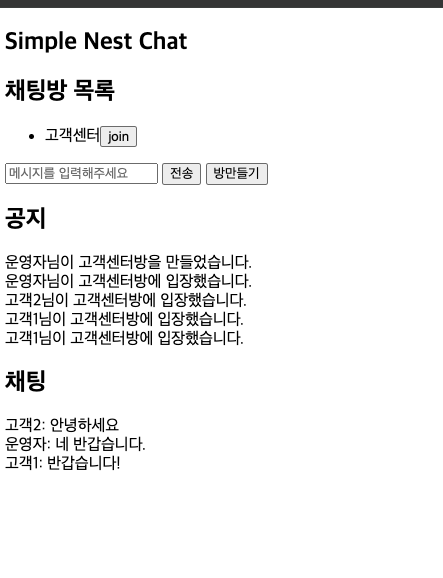 Simple Nest Chat
채팅방 목록
고객센터 join
메시지를 입력해주세요 전송 방만들기
공지
운영자님이 고객센터방을 만들었습니다.
운영자님이 고객센터방에 입장했습니다.
고객2님이 고객센터방에 입장했습니다.
고객1님이 고객센터방에 입장했습니다.
고객1님이 고객센터방에 입장했습니다.
채팅
고객2: 안녕하세요
운영자: 네 반갑습니다.
고객1: 반갑습니다!